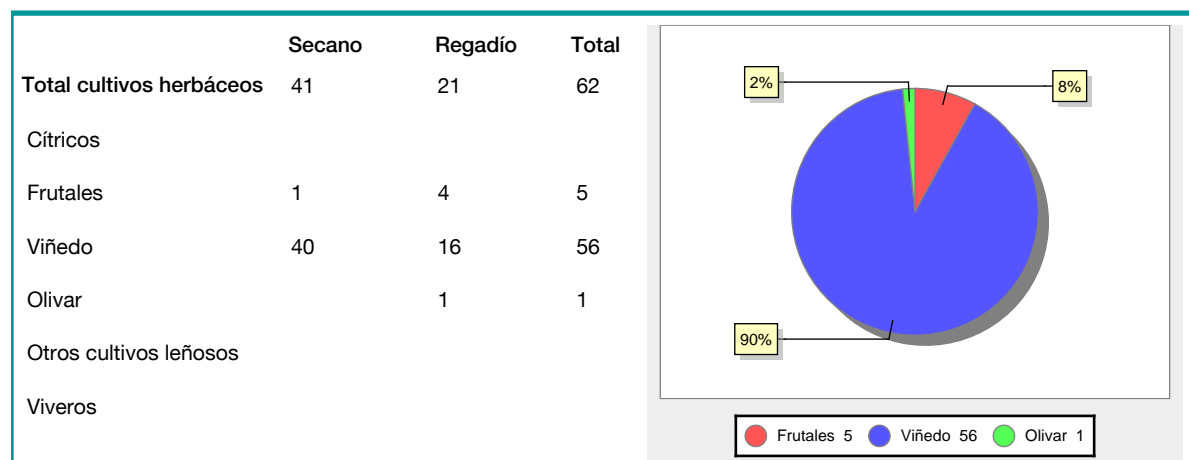 Secano Regadío Total
Total cultivos herbáceos 41 21 62
Cítricos
Frutales 1 4 5
Viñedo 40 16 56
Olivar 1 1
Otros cultivos leñosos
Viveros
2%
8%
90%
Frutales 5 Viñedo 56 Olivar 1